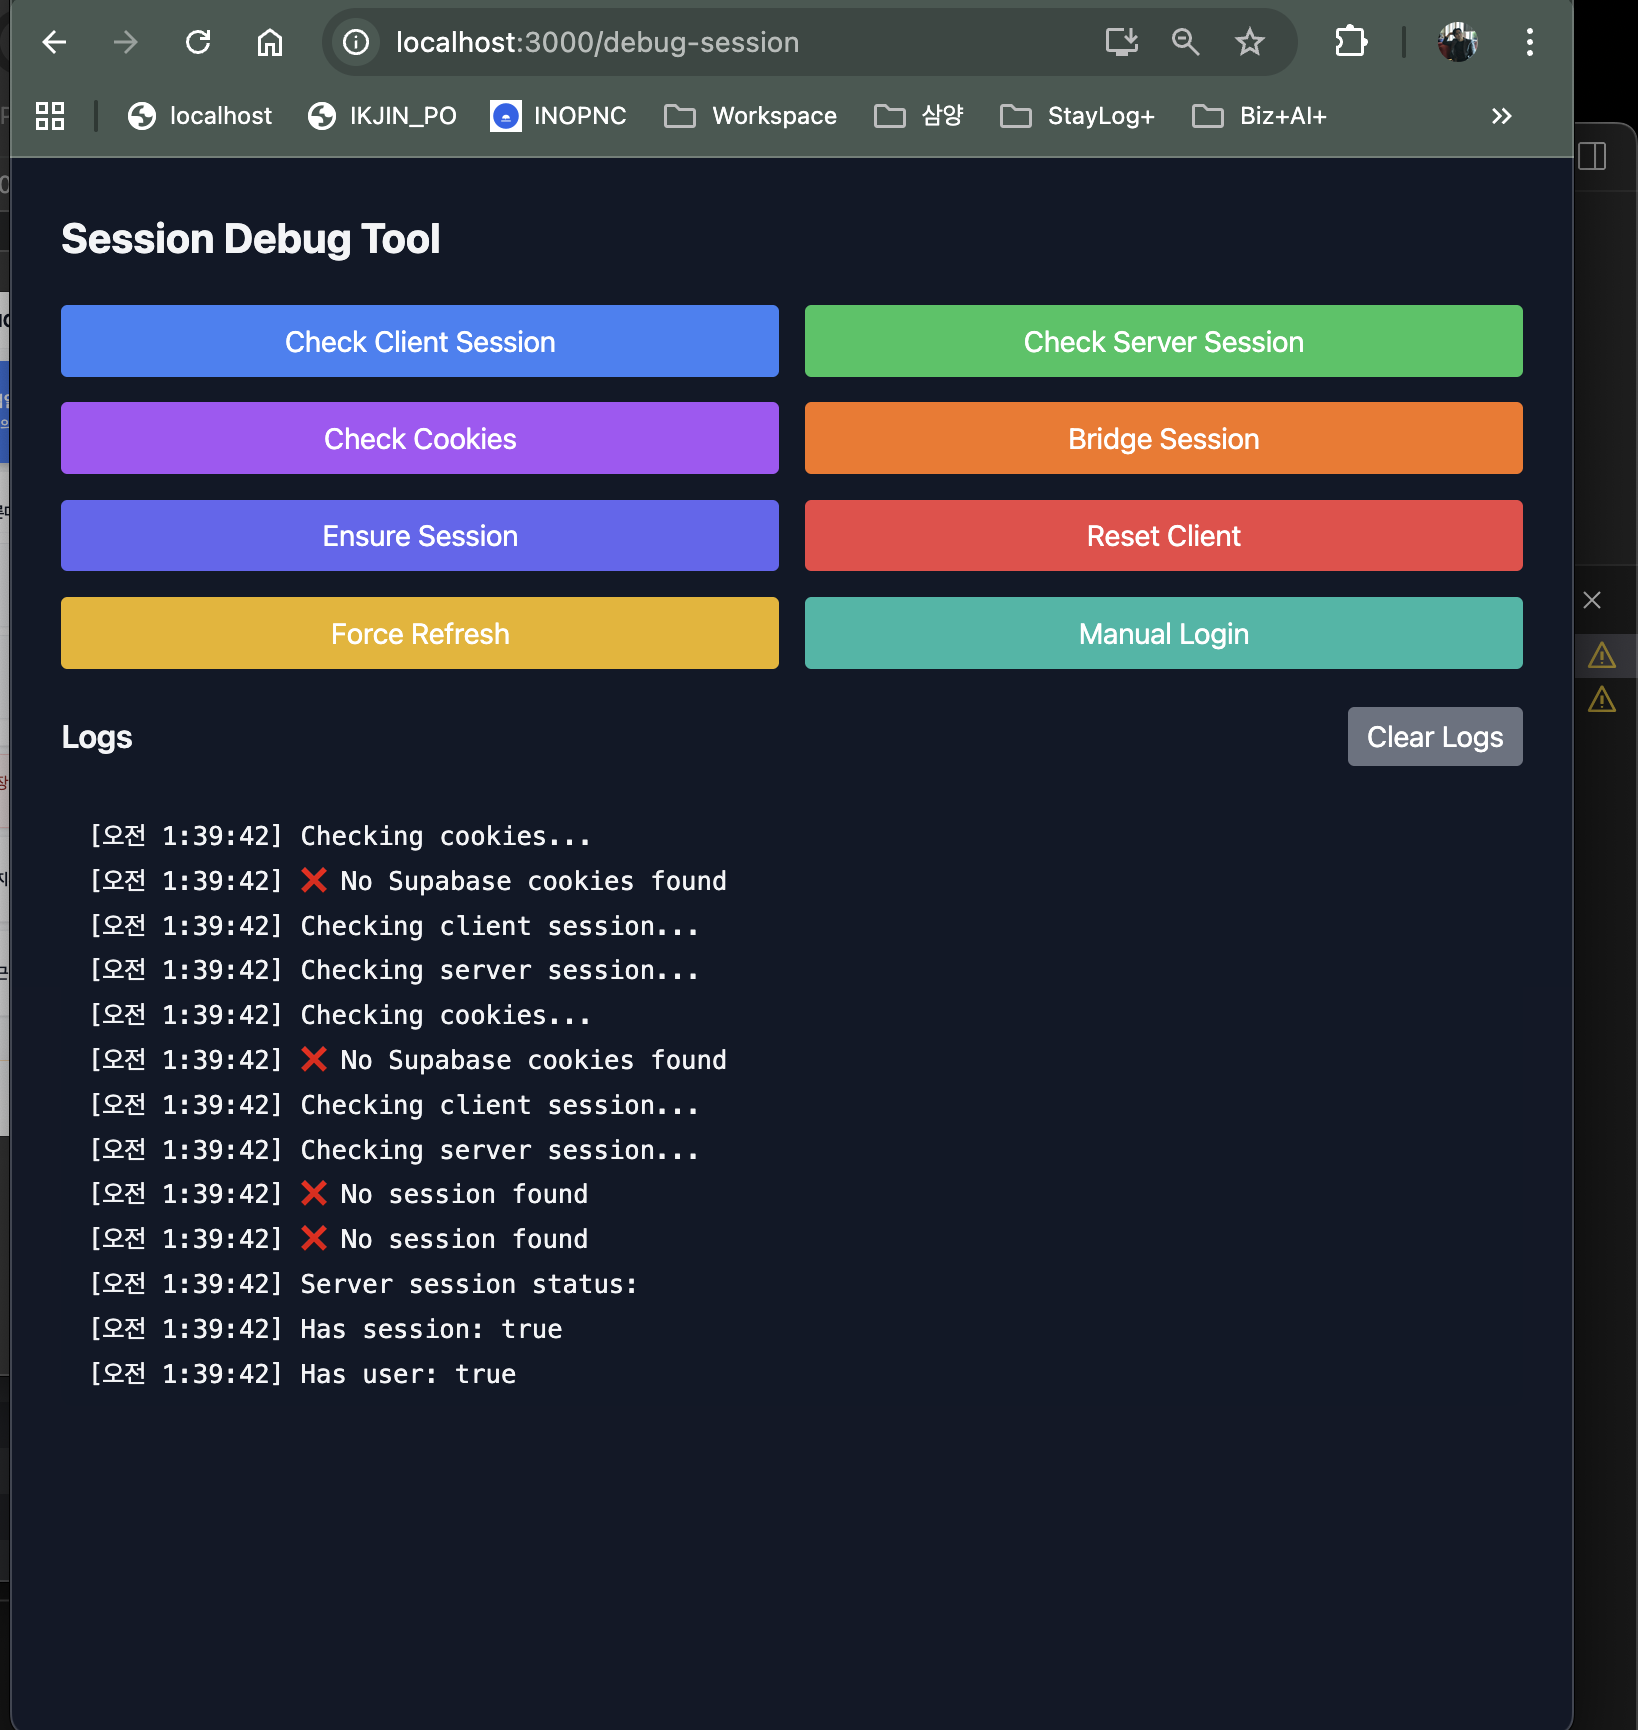 localhost:3000/debug-session
localhost IKJIN_PO INOPNC Workspace 삼양 StayLog+ Biz+AI+
Session Debug Tool
Check Client Session Check Server Session
Check Cookies Bridge Session
Ensure Session Reset Client
Force Refresh Manual Login
Logs Clear Logs
[오전 1:39:42] Checking cookies...
[오전 1:39:42] ❌ No Supabase cookies found
[오전 1:39:42] Checking client session...
[오전 1:39:42] Checking server session...
[오전 1:39:42] Checking cookies...
[오전 1:39:42] ❌ No Supabase cookies found
[오전 1:39:42] Checking client session...
[오전 1:39:42] Checking server session...
[오전 1:39:42] ❌ No session found
[오전 1:39:42] ❌ No session found
[오전 1:39:42] Server session status:
[오전 1:39:42] Has session: true
[오전 1:39:42] Has user: true